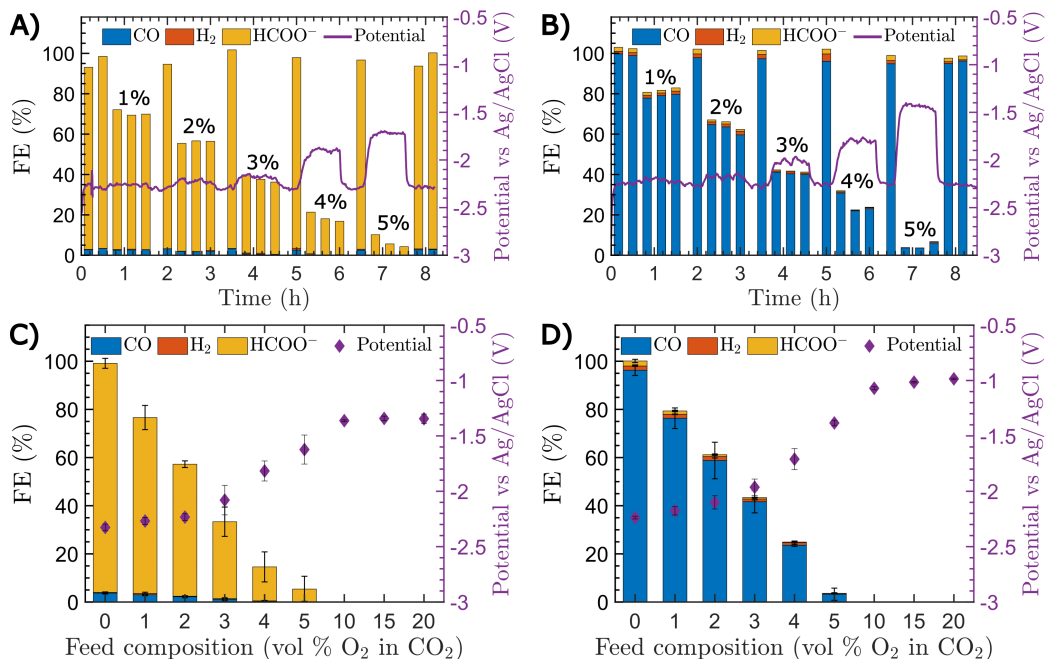 A)
CO H₂ HCOO⁻ Potential
FE (%)
100
80
60
40
20
0
1%
2%
3%
4%
5%
0 1 2 3 4 5 6 7 8
Time (h)
-0.5
-1
-1.5
-2
-2.5
-3
Potential vs Ag/AgCl (V)
B)
CO H₂ HCOO⁻ Potential
FE (%)
100
80
60
40
20
0
1%
2%
3%
4%
5%
0 1 2 3 4 5 6 7 8
Time (h)
-0.5
-1
-1.5
-2
-2.5
-3
Potential vs Ag/AgCl (V)
C)
CO H₂ HCOO⁻ Potential
FE (%)
100
80
60
40
20
0
0 1 2 3 4 5 10 15 20
Feed composition (vol % O₂ in CO₂)
-0.5
-1
-1.5
-2
-2.5
-3
Potential vs Ag/AgCl (V)
D)
CO H₂ HCOO⁻ Potential
FE (%)
100
80
60
40
20
0
0 1 2 3 4 5 10 15 20
Feed composition (vol % O₂ in CO₂)
-0.5
-1
-1.5
-2
-2.5
-3
Potential vs Ag/AgCl (V)